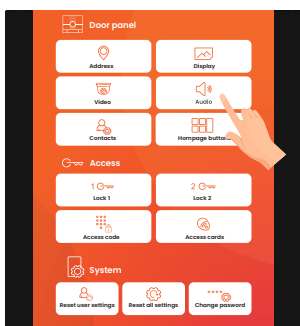 Door panel
Address Display
Video Audio
Contacts Hompage buttons
Access
1 2
Lock 1 Lock 2
Access code Access cards
System
Reset user settings Reset all settings Change pasword